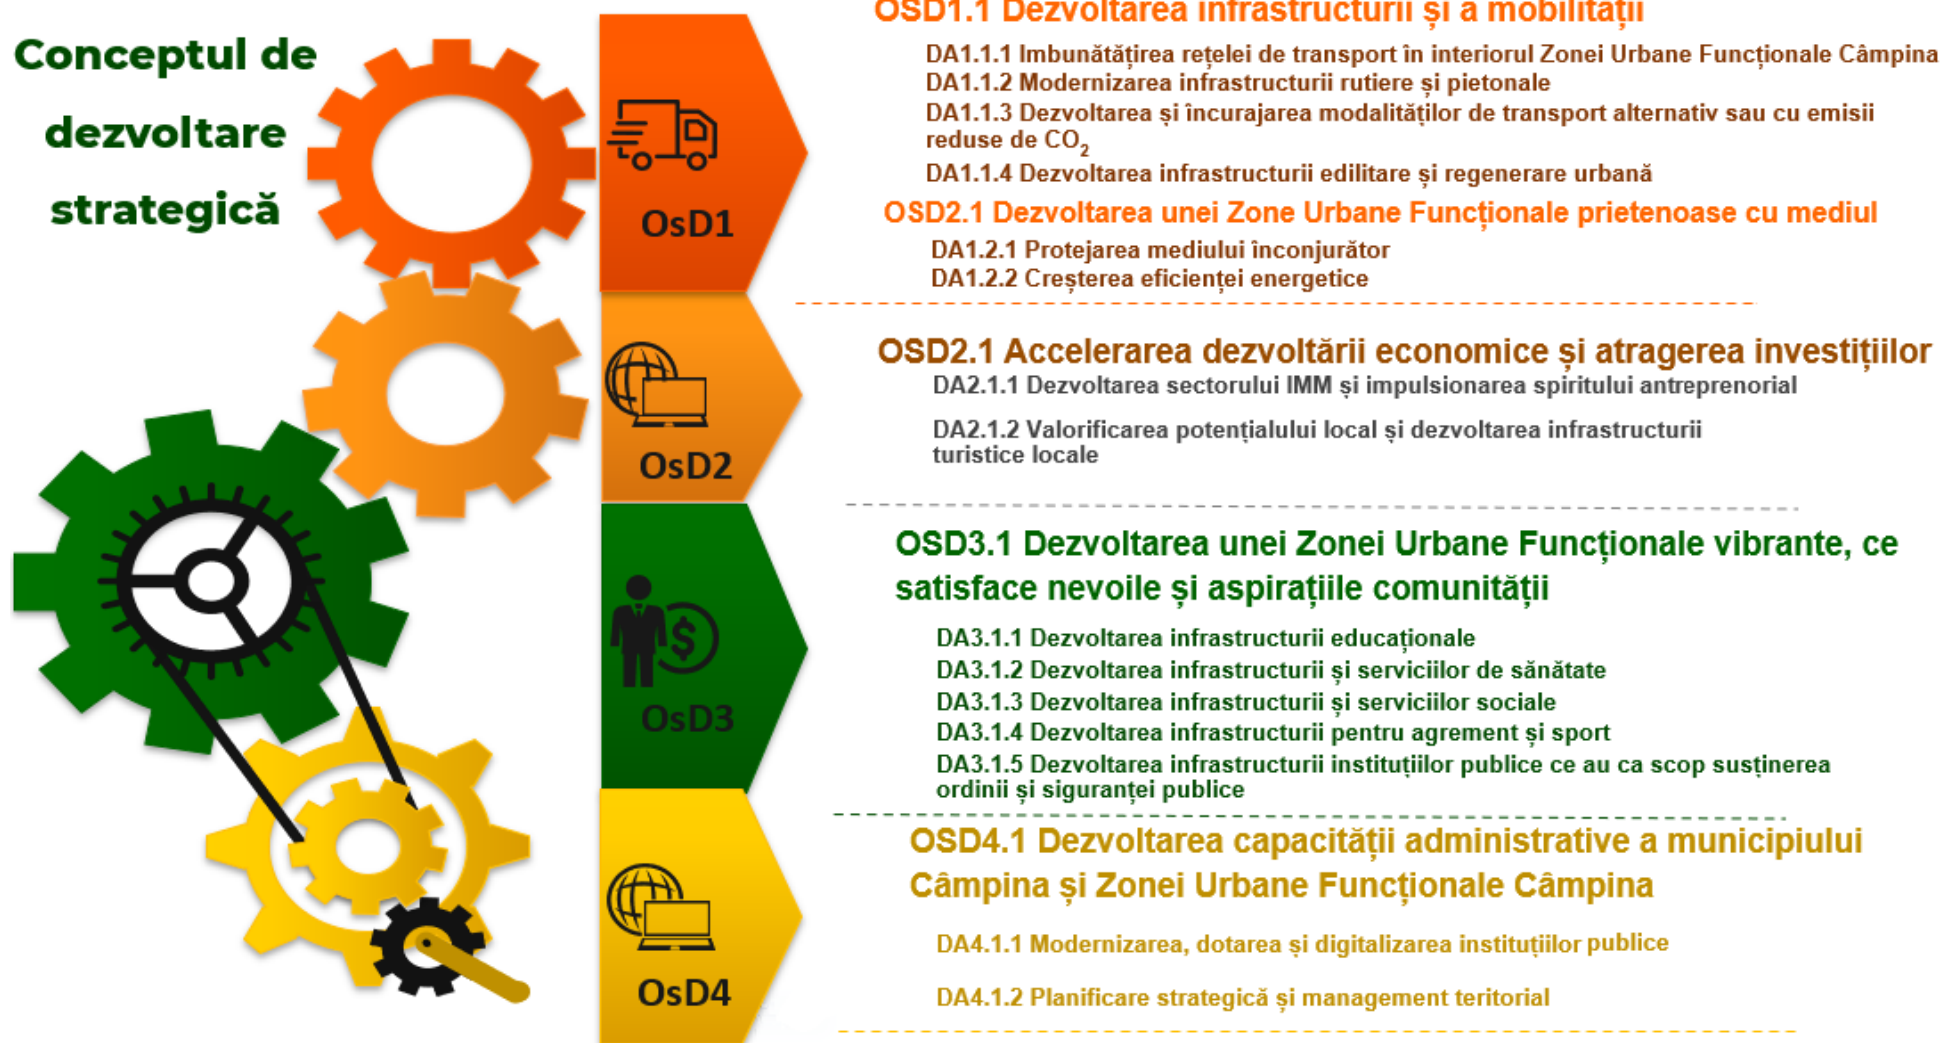 Conceptul de
dezvoltare
strategică
OsD1
OSD1.1 Dezvoltarea infrastructurii și a mobilității
DA1.1.1 Imbunătățirea rețelei de transport în interiorul Zonei Urbane Funcționale Câmpina
DA1.1.2 Modernizarea infrastructurii rutiere și pietonale
DA1.1.3 Dezvoltarea și încurajarea modalităților de transport alternativ sau cu emisii
reduse de CO₂
DA1.1.4 Dezvoltarea infrastructurii edilitare și regenerare urbană
OSD2.1 Dezvoltarea unei Zone Urbane Funcționale prietenoase cu mediul
DA1.2.1 Protejarea mediului înconjurător
DA1.2.2 Creșterea eficienței energetice
OsD2
OSD2.1 Accelerarea dezvoltării economice și atragerea investițiilor
DA2.1.1 Dezvoltarea sectorului IMM și impulsionarea spiritului antreprenorial
DA2.1.2 Valorificarea potențialului local și dezvoltarea infrastructurii
turistice locale
OsD3
OSD3.1 Dezvoltarea unei Zonei Urbane Funcționale vibrante, ce
satisface nevoile și aspirațiile comunității
DA3.1.1 Dezvoltarea infrastructurii educaționale
DA3.1.2 Dezvoltarea infrastructurii și serviciilor de sănătate
DA3.1.3 Dezvoltarea infrastructurii și serviciilor sociale
DA3.1.4 Dezvoltarea infrastructurii pentru agrement și sport
DA3.1.5 Dezvoltarea infrastructurii instituțiilor publice ce au ca scop susținerea
ordinii și siguranței publice
OsD4
OSD4.1 Dezvoltarea capacității administrative a municipiului
Câmpina și Zonei Urbane Funcționale Câmpina
DA4.1.1 Modernizarea, dotarea și digitalizarea instituțiilor publice
DA4.1.2 Planificare strategică și management teritorial